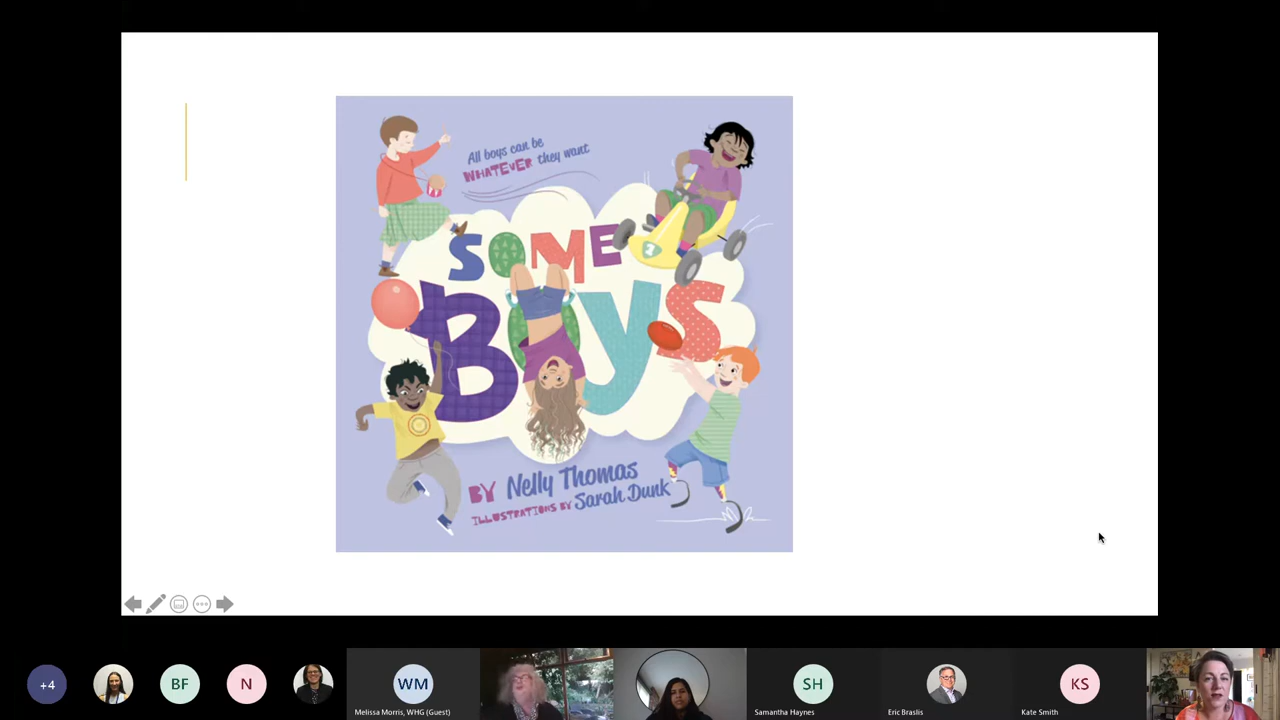 All boys can be
WHATEVER they want
SOME
BOYS
1
BY Nelly Thomas
ILLUSTRATIONS BY Sarah Dunk
+4
BF
N
WM
SH
KS
Melissa Morris, WHG (Guest)
Samantha Haynes
Eric Braslis
Kate Smith